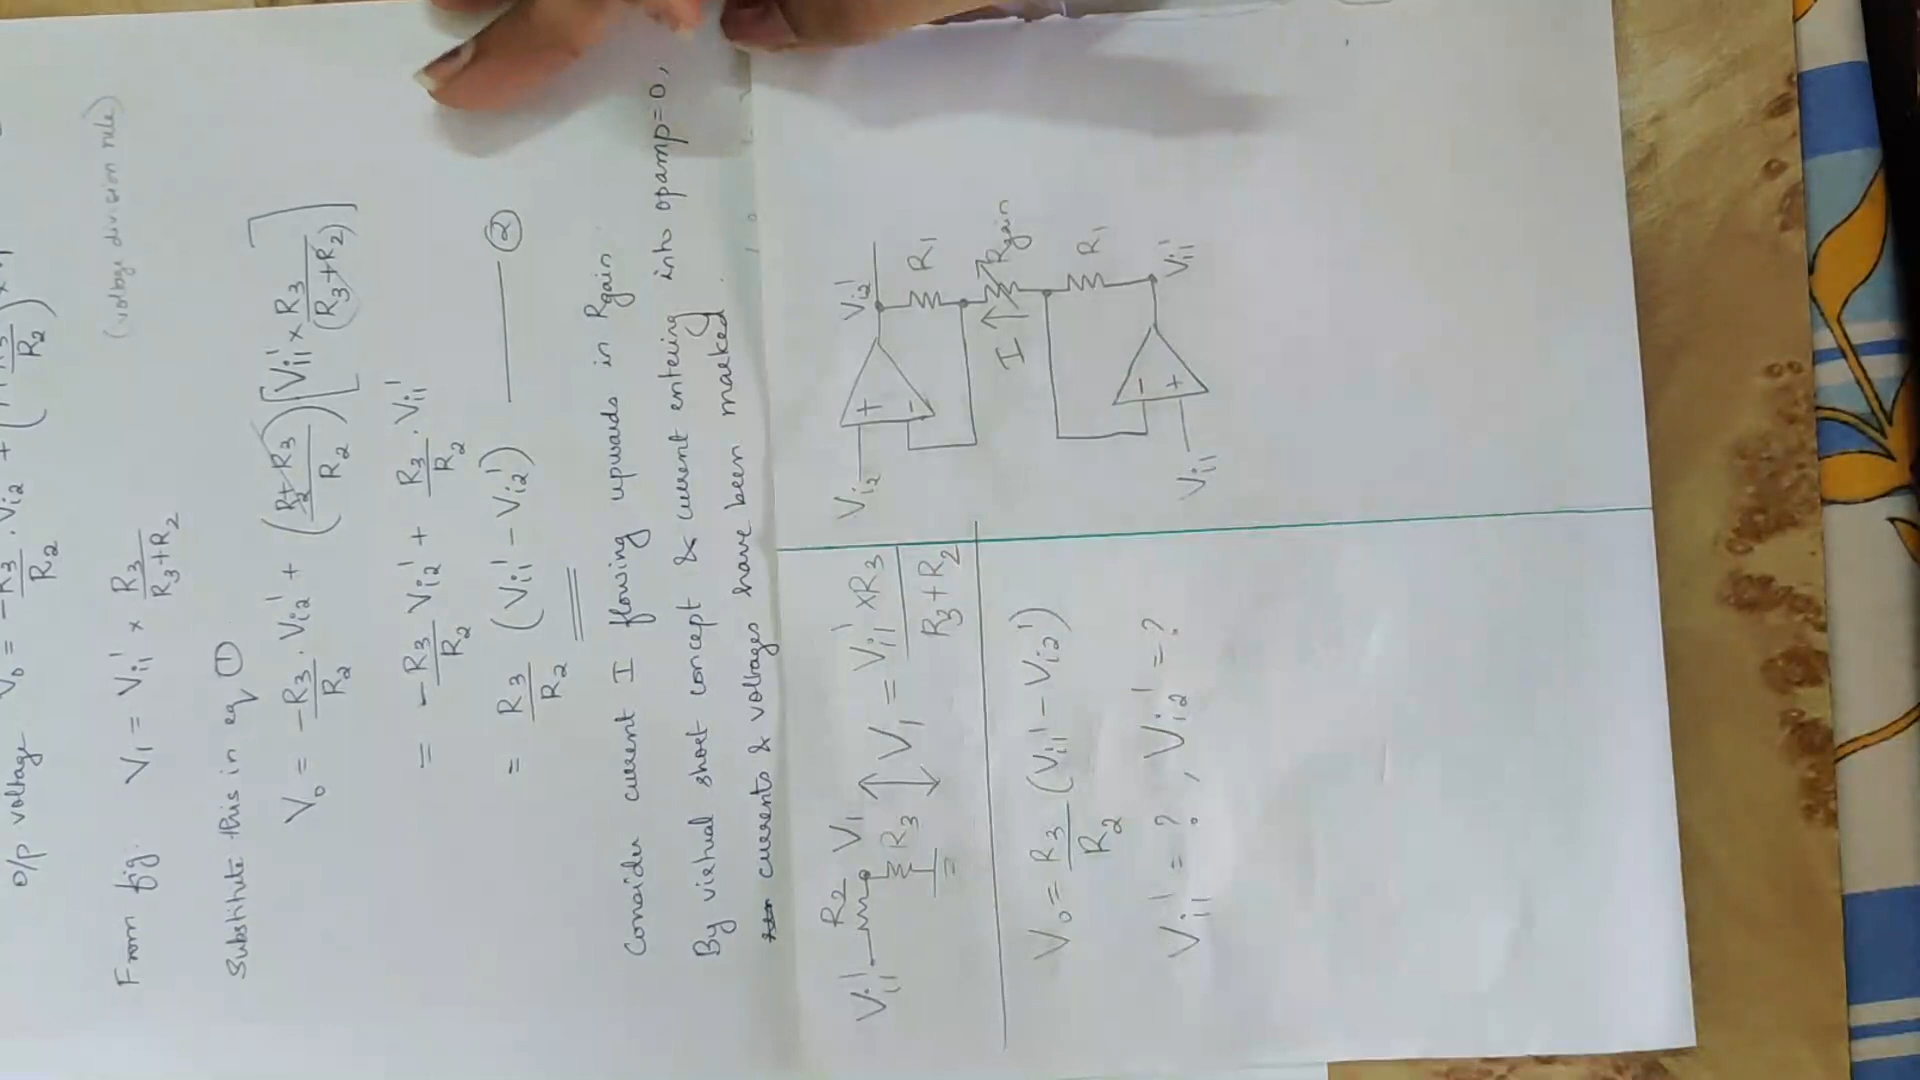 o/p voltage V₀ = -R₃/R₂ . Vi₂ + (
From fig. V₁ = Vi₁' × R₃/(R₃+R₂) (voltage division rule)
Substitute this in eq ①
V₀ = -R₃/R₂ . Vi₂' + (R₂+R₃/R₂) [Vi₁' × R₃/(R₃+R₂)]
= -R₃/R₂ Vi₂' + R₃/R₂ . Vi₁'
= R₃/R₂ (Vi₁' - Vi₂') ——— ②
Consider current I flowing upwards in Rgain
By virtual short concept & current entering into opamp=0,
currents & voltages have been marked.
Vi₁' R₂ V₁
R₃ ↕ V₁ = Vi₁' × R₃/R₃+R₂
V₀ = R₃/R₂ (Vi₁' - Vi₂')
Vi₁' = ?, Vi₂' = ?
Vi₂ + - Vi₂'
R₁
I ↑ Rgain
R₁
Vi₁ - + Vi₁'